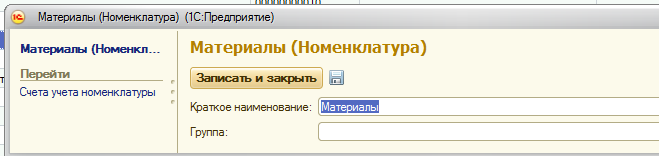 Материалы (Номенклатура) (1С:Предприятие)
Материалы (Номенкл...
Перейти
Счета учета номенклатуры
Материалы (Номенклатура)
Записать и закрыть
Краткое наименование: Материалы
Группа: